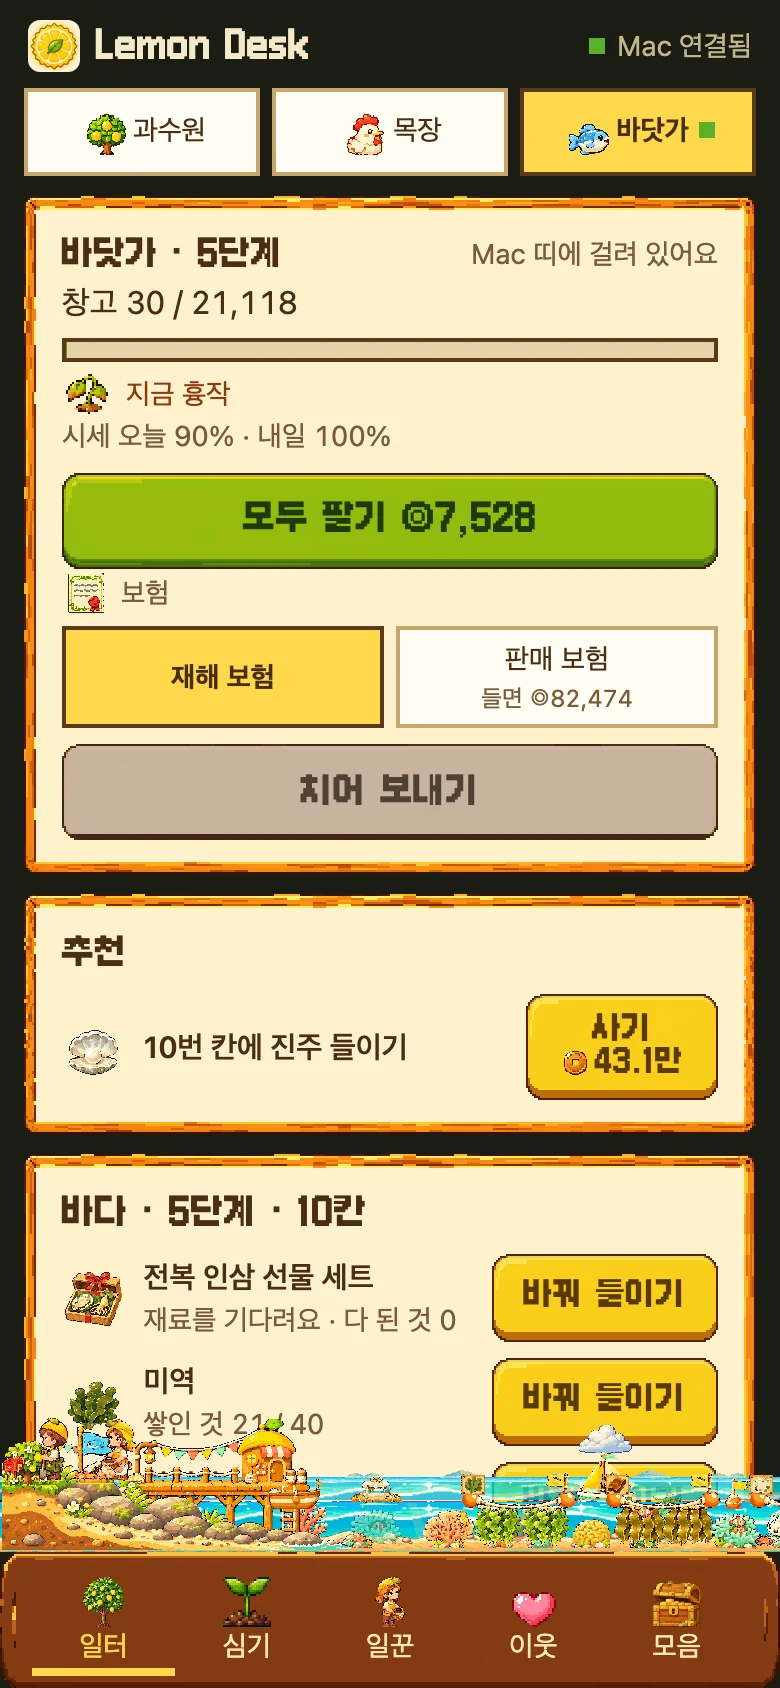 Lemon Desk
Mac 연결됨
과수원
목장
바닷가
바닷가 · 5단계
Mac 띠에 걸려 있어요
창고 30 / 21,118
지금 흉작
시세 오늘 90% · 내일 100%
모두 팔기 ◎7,528
보험
재해 보험
판매 보험
들면 ◎82,474
치어 보내기
추천
10번 칸에 진주 들이기
사기
43.1만
바다 · 5단계 · 10칸
전복 인삼 선물 세트
재료를 기다려요 · 다 된 것 0
바꿔 들이기
미역
쌓인 것 21 / 40
바꿔 들이기
일터
심기
일꾼
이웃
모음